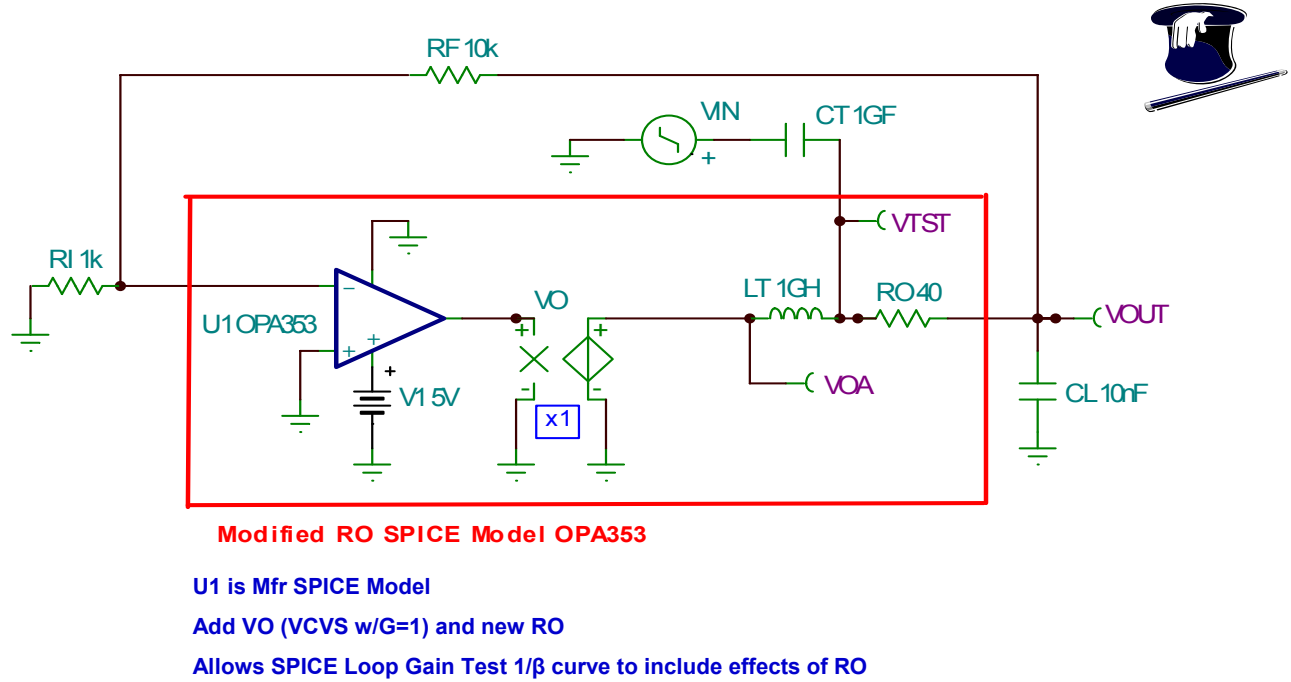 RF 10k
VIN
CT 1GF
+
VTST
RI 1k
LT 1GH
RO 40
U1 OPA353
VO
VOUT
VOA
V1 5V
x1
CL 10nF
Modified RO SPICE Model OPA353
U1 is Mfr SPICE Model
Add VO (VCVS w/G=1) and new RO
Allows SPICE Loop Gain Test 1/β curve to include effects of RO